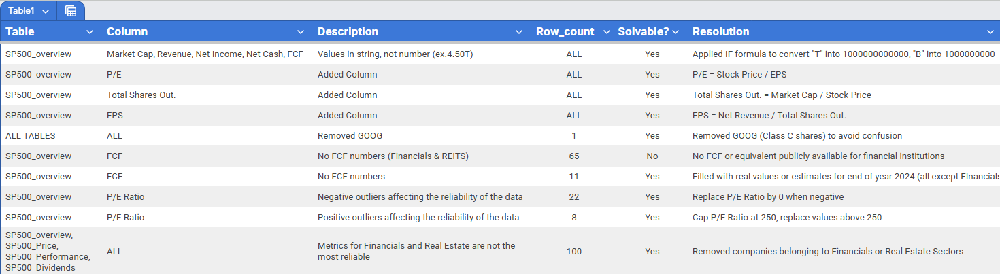 Table1
Table Column Description Row_count Solvable? Resolution
SP500_overview Market Cap, Revenue, Net Income, Net Cash, FCF Values in string, not number (ex.4.50T) ALL Yes Applied IF formula to convert "T" into 1000000000000, "B" into 1000000000
SP500_overview P/E Added Column ALL Yes P/E = Stock Price / EPS
SP500_overview Total Shares Out. Added Column ALL Yes Total Shares Out. = Market Cap / Stock Price
SP500_overview EPS Added Column ALL Yes EPS = Net Revenue / Total Shares Out.
ALL TABLES ALL Removed GOOG 1 Yes Removed GOOG (Class C shares) to avoid confusion
SP500_overview FCF No FCF numbers (Financials & REITS) 65 No No FCF or equivalent publicly available for financial institutions
SP500_overview FCF No FCF numbers 11 Yes Filled with real values or estimates for end of year 2024 (all except FInancials
SP500_overview P/E Ratio Negative outliers affecting the reliability of the data 22 Yes Replace P/E Ratio by 0 when negative
SP500_overview P/E Ratio Positive outliers affecting the reliability of the data 8 Yes Cap P/E Ratio at 250, replace values above 250
SP500_overview,
SP500_Price,
SP500_Performance,
SP500_Dividends
ALL
Metrics for Financials and Real Estate are not the
most reliable
100
Yes
Removed companies belonging to Financials or Real Estate Sectors